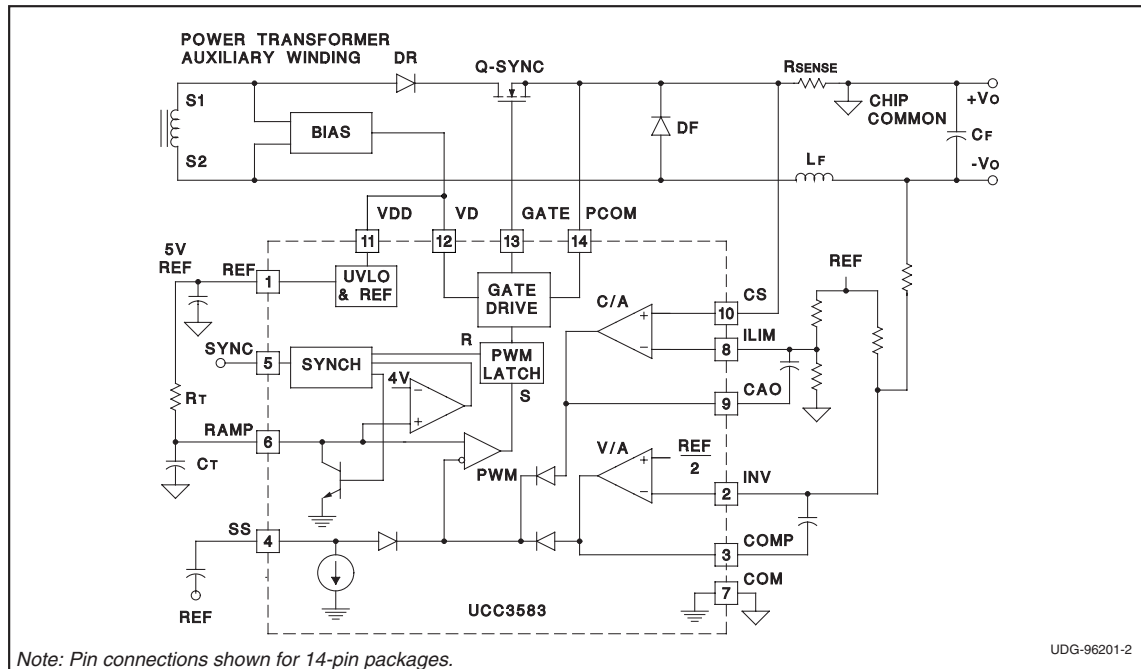 POWER TRANSFORMER
AUXILIARY WINDING
DR
Q-SYNC
RSENSE
S1
S2
BIAS
CHIP
COMMON
+Vo
CF
DF
LF
-Vo
VDD
VD
GATE
PCOM
11
12
13
14
5V
REF
REF
1
UVLO
& REF
GATE
DRIVE
C/A
+
−
CS
10
ILIM
8
REF
SYNC
5
SYNCH
R
PWM
LATCH
S
4V
−
+
CAO
9
RT
RAMP
6
CT
PWM
V/A
+
−
REF
2
INV
2
SS
4
COMP
3
COM
7
REF
UCC3583
Note: Pin connections shown for 14-pin packages.
UDG-96201-2